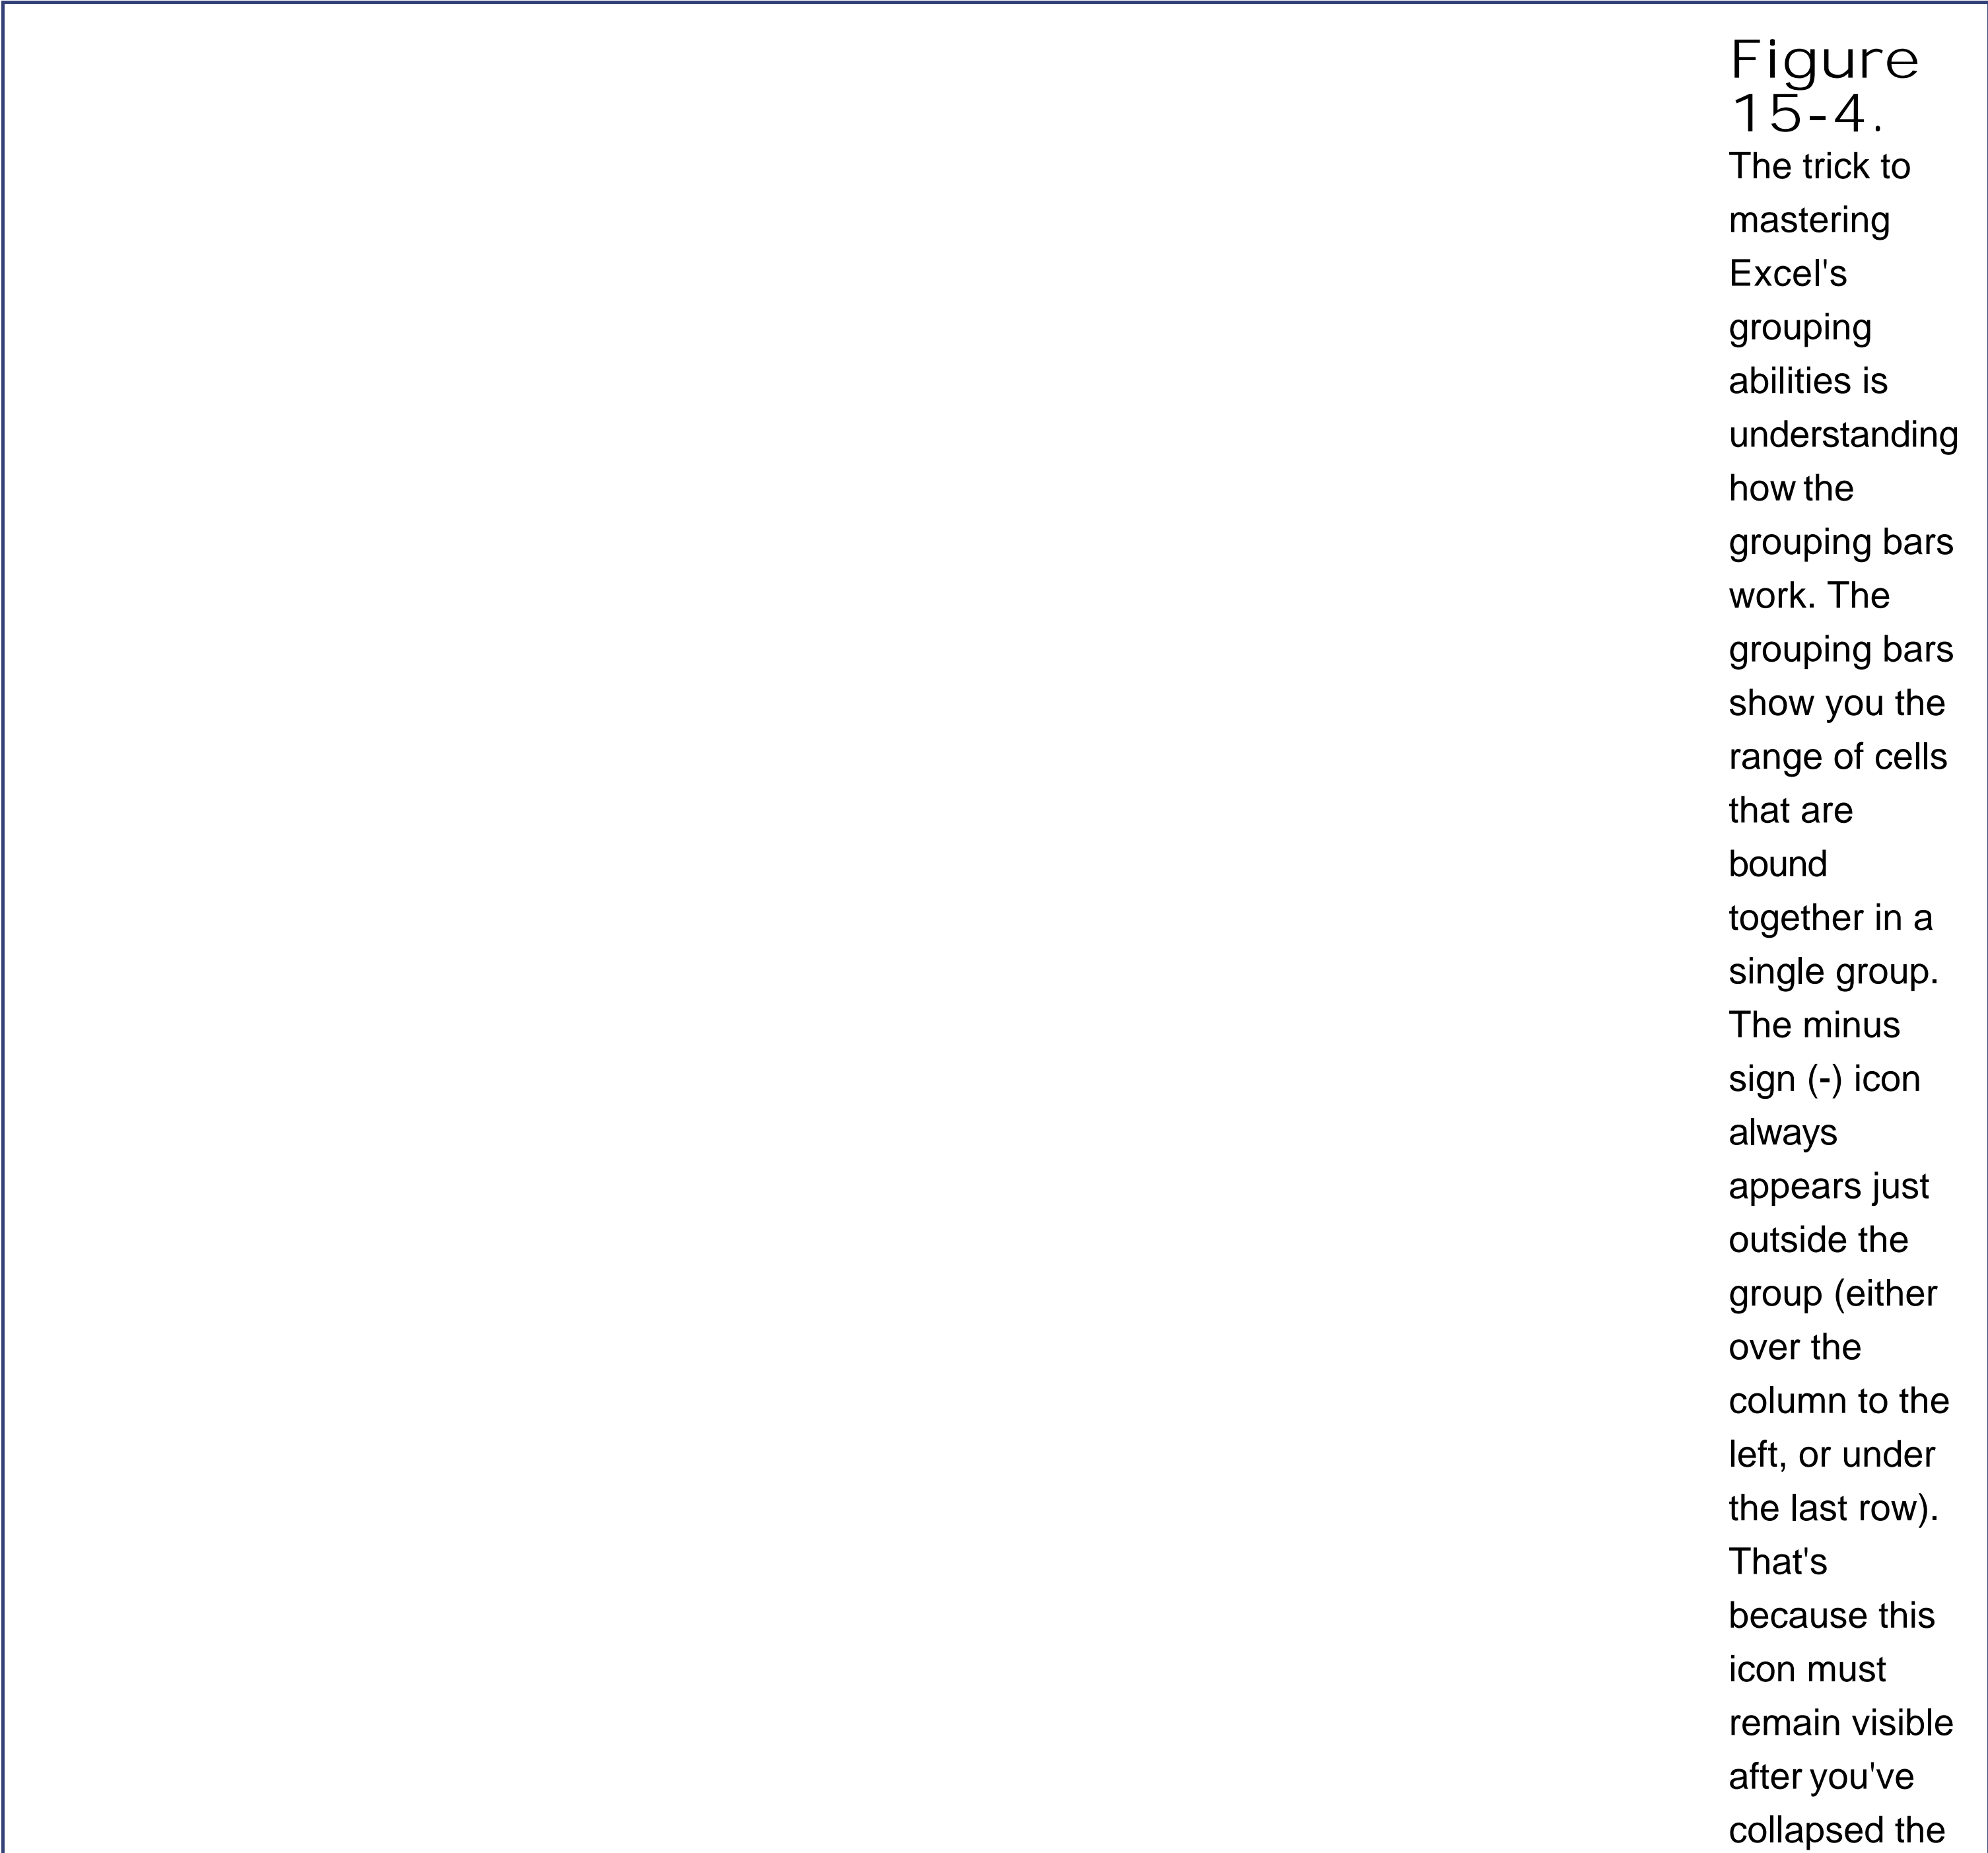 Figure
15-4.
The trick to
mastering
Excel's
grouping
abilities is
understanding
how the
grouping bars
work. The
grouping bars
show you the
range of cells
that are
bound
together in a
single group.
The minus
sign (-) icon
always
appears just
outside the
group (either
over the
column to the
left, or under
the last row).
That's
because this
icon must
remain visible
after you've
collapsed the